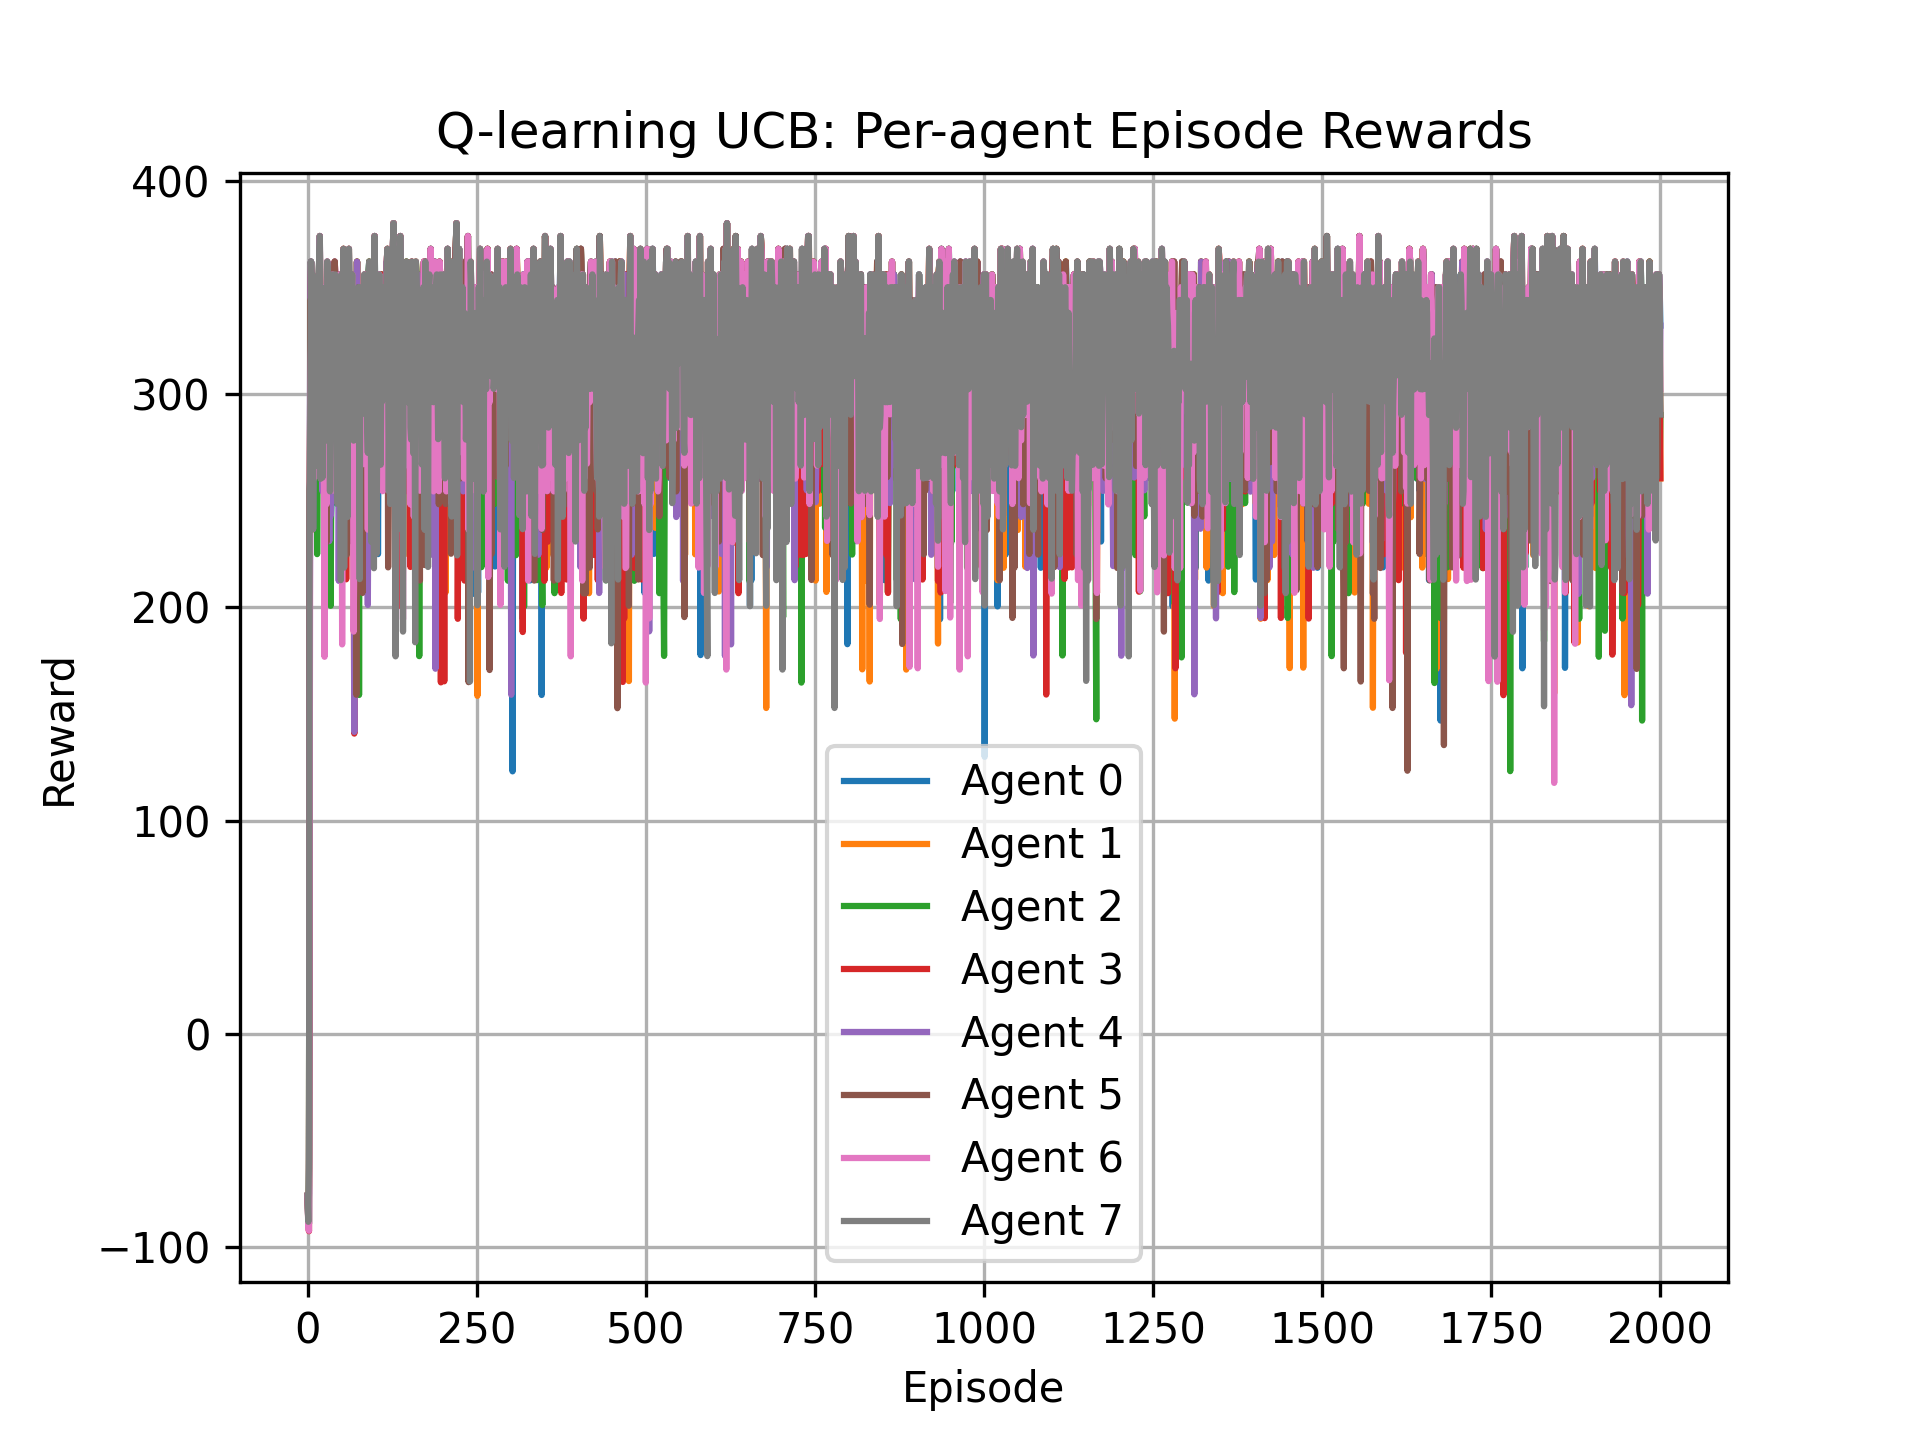 Q-learning UCB: Per-agent Episode Rewards
400
300
200
100
0
−100
Reward
Agent 0
Agent 1
Agent 2
Agent 3
Agent 4
Agent 5
Agent 6
Agent 7
0 250 500 750 1000 1250 1500 1750 2000
Episode